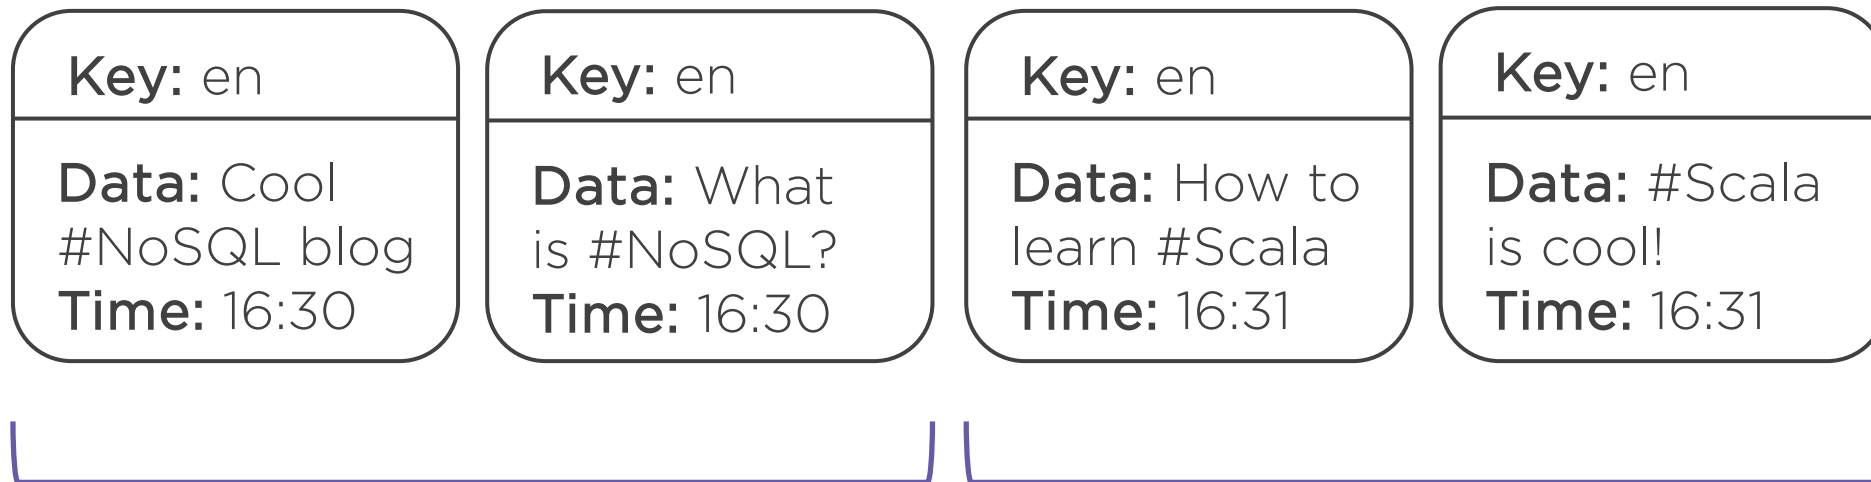 Key: en
Data: Cool
#NoSQL blog
Time: 16:30
Key: en
Data: What
is #NoSQL?
Time: 16:30
Key: en
Data: How to
learn #Scala
Time: 16:31
Key: en
Data: #Scala
is cool!
Time: 16:31